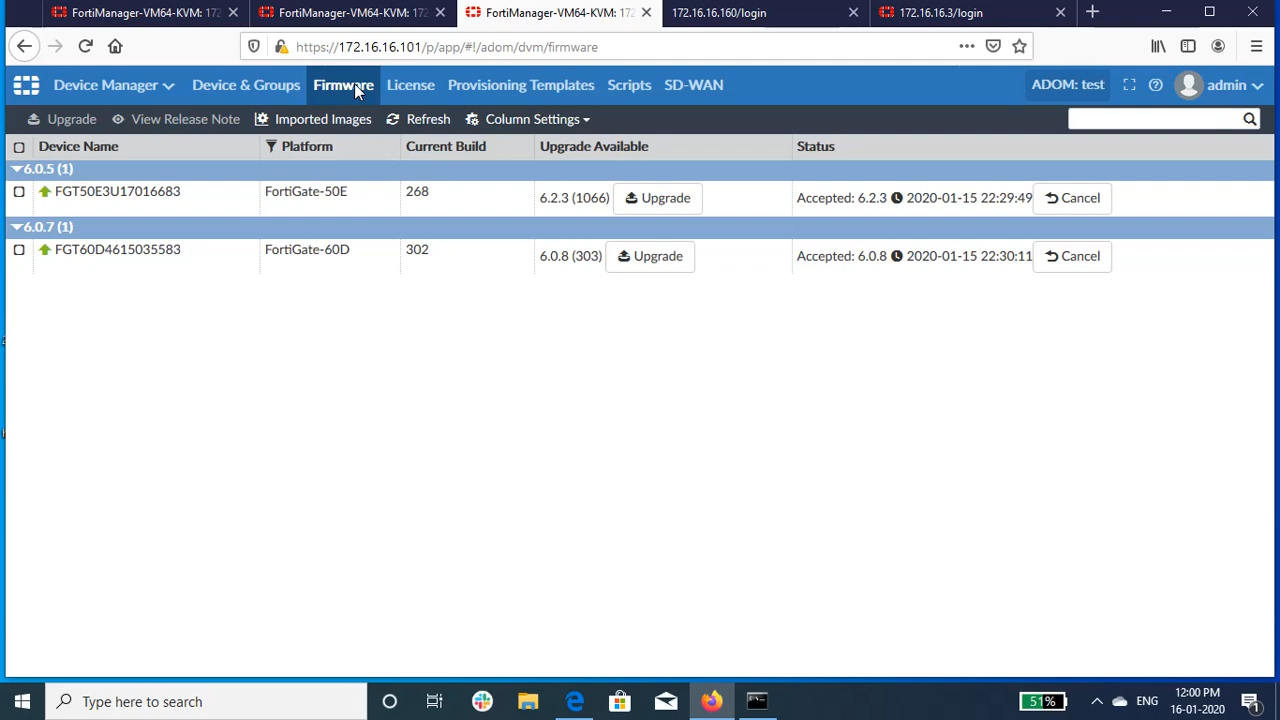 FortiManager-VM64-KVM: 172
FortiManager-VM64-KVM: 172
FortiManager-VM64-KVM: 172
172.16.16.160/login
172.16.16.3/login
https://172.16.16.101/p/app/#!/adom/dvm/firmware
Device Manager Device & Groups Firmware License Provisioning Templates Scripts SD-WAN ADOM: test admin
Upgrade View Release Note Imported Images Refresh Column Settings
Device Name Platform Current Build Upgrade Available Status
6.0.5 (1)
FGT50E3U17016683 FortiGate-50E 268 6.2.3 (1066) Upgrade Accepted: 6.2.3 2020-01-15 22:29:49 Cancel
6.0.7 (1)
FGT60D4615035583 FortiGate-60D 302 6.0.8 (303) Upgrade Accepted: 6.0.8 2020-01-15 22:30:11 Cancel
Type here to search
51%
ENG
12:00 PM
16-01-2020
1